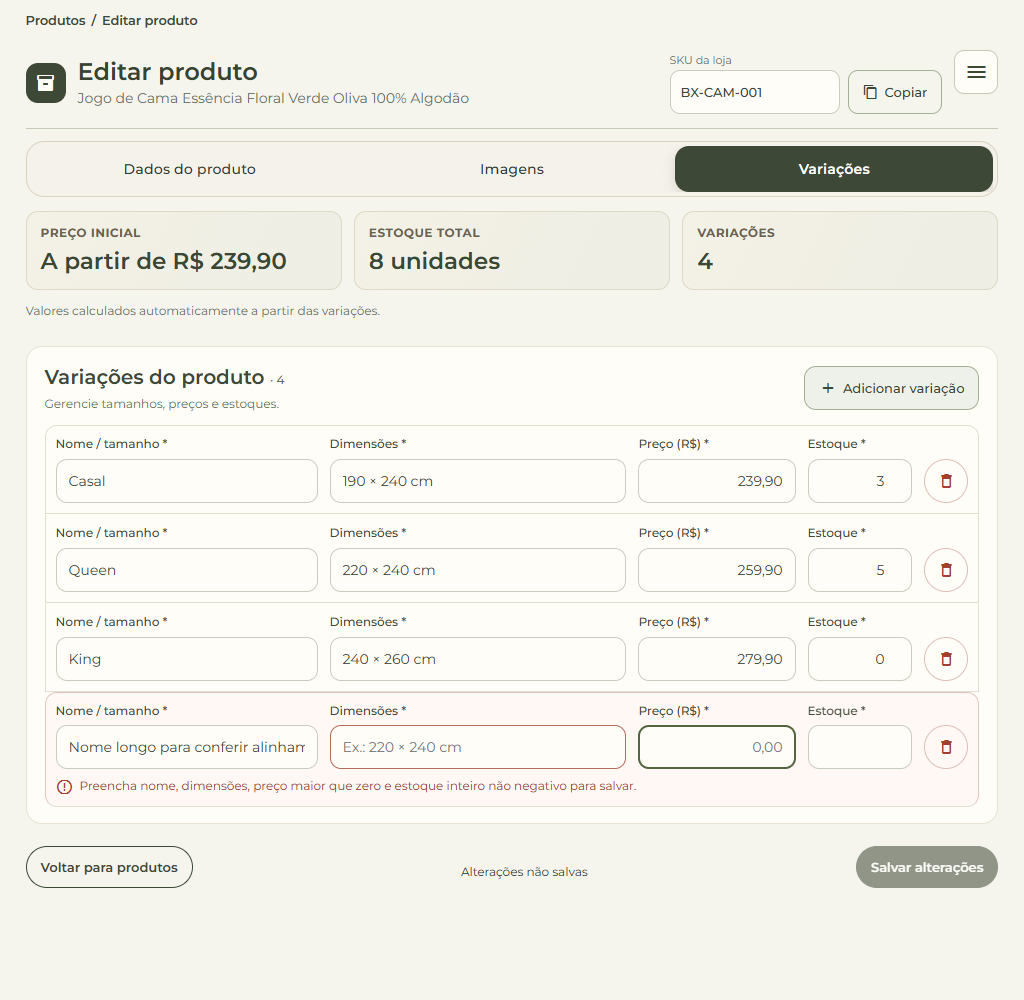 Produtos / Editar produto
Editar produto
Jogo de Cama Essência Floral Verde Oliva 100% Algodão
SKU da loja
BX-CAM-001
Copiar
Dados do produto
Imagens
Variações
PREÇO INICIAL
A partir de R$ 239,90
ESTOQUE TOTAL
8 unidades
VARIAÇÕES
4
Valores calculados automaticamente a partir das variações.
Variações do produto · 4
Gerencie tamanhos, preços e estoques.
+ Adicionar variação
Nome / tamanho * Dimensões * Preço (R$) * Estoque *
Casal 190 × 240 cm 239,90 3
Nome / tamanho * Dimensões * Preço (R$) * Estoque *
Queen 220 × 240 cm 259,90 5
Nome / tamanho * Dimensões * Preço (R$) * Estoque *
King 240 × 260 cm 279,90 0
Nome / tamanho * Dimensões * Preço (R$) * Estoque *
Nome longo para conferir alinham Ex.: 220 × 240 cm 0,00
Preencha nome, dimensões, preço maior que zero e estoque inteiro não negativo para salvar.
Voltar para produtos
Alterações não salvas
Salvar alterações